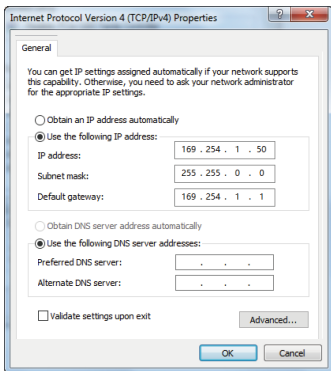 Internet Protocol Version 4 (TCP/IPv4) Properties
General
You can get IP settings assigned automatically if your network supports
this capability. Otherwise, you need to ask your network administrator
for the appropriate IP settings.
Obtain an IP address automatically
Use the following IP address:
IP address: 169 . 254 . 1 . 50
Subnet mask: 255 . 255 . 0 . 0
Default gateway: 169 . 254 . 1 . 1
Obtain DNS server address automatically
Use the following DNS server addresses:
Preferred DNS server: . . .
Alternate DNS server: . . .
Validate settings upon exit
Advanced...
OK Cancel